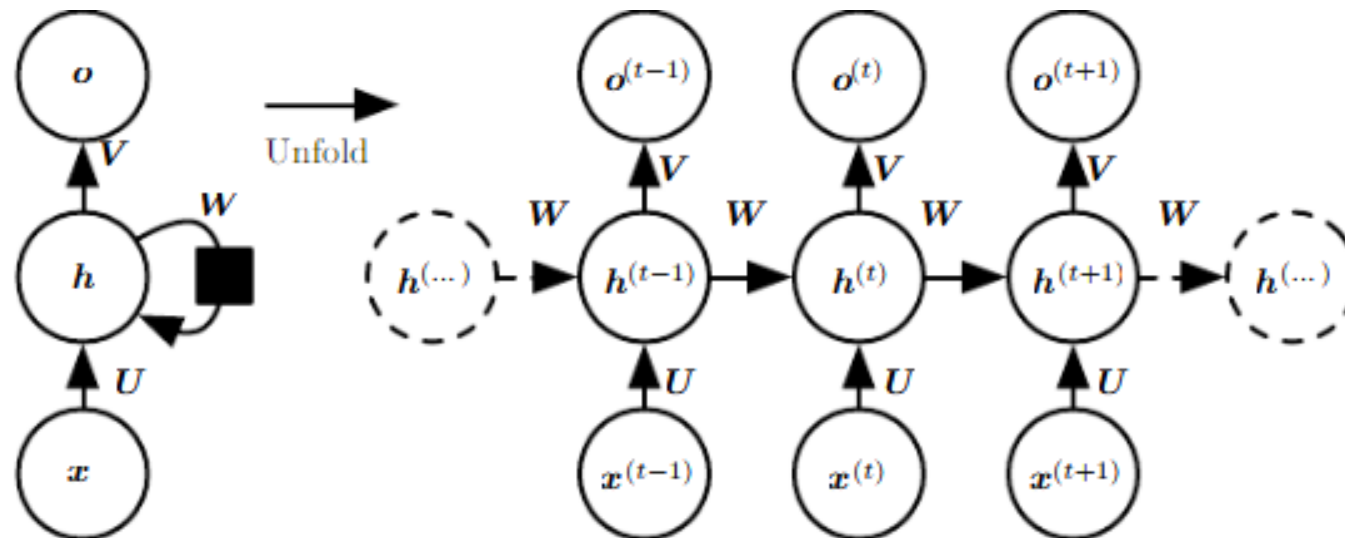 o o^{(t−1)} o^{(t)} o^{(t+1)}
Unfold
V V V V
W W W W W
h h^{(...)} h^{(t−1)} h^{(t)} h^{(t+1)} h^{(...)}
U U U U
x x^{(t−1)} x^{(t)} x^{(t+1)}